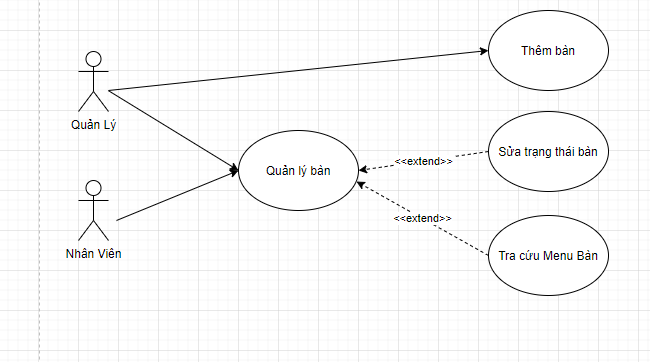 Thêm bàn
Quản Lý
Sửa trạng thái bàn
<<extend>>
Quản lý bàn
<<extend>>
Nhân Viên
Tra cứu Menu Bàn